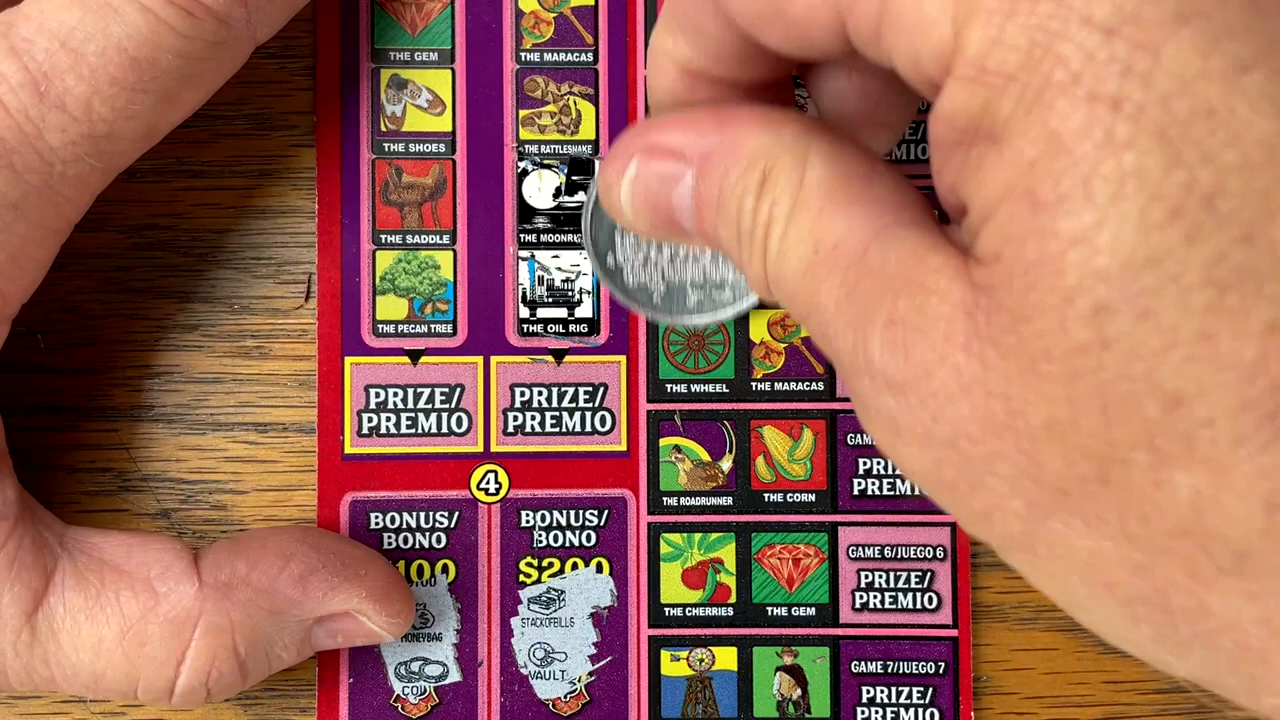 THE GEM
THE MARACAS
THE SHOES
THE RATTLESNAKE
THE SADDLE
THE PECAN TREE
THE OIL RIG
THE WHEEL
THE MARACAS
PRIZE/
PREMIO
PRIZE/
PREMIO
THE ROADRUNNER
THE CORN
4
BONUS/
BONO
BONUS/
BONO
$200
MONEYBAG
STACKOFBILLS
VAULT
THE CHERRIES
THE GEM
GAME 6/JUEGO 6
PRIZE/
PREMIO
GAME 7/JUEGO 7
PRIZE/
PREMIO